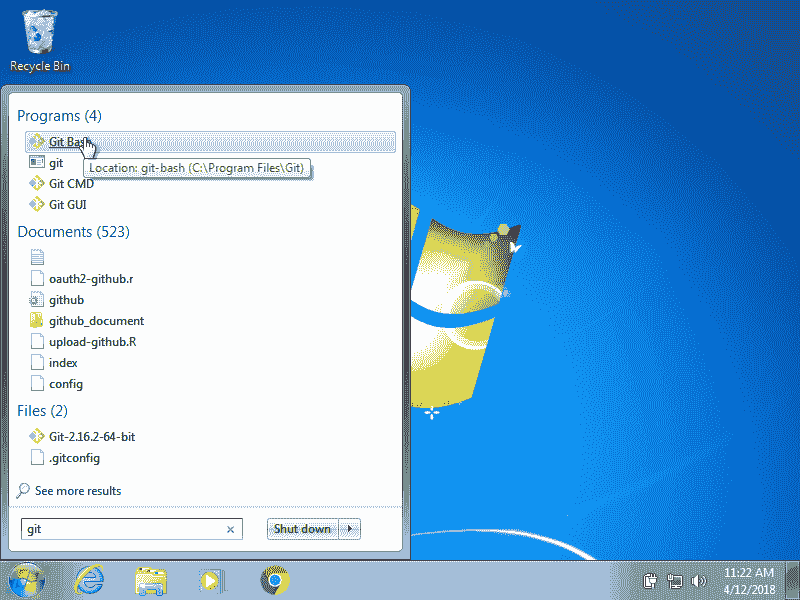 Recycle Bin
Programs (4)
Git Bash
Location: git-bash (C:\Program Files\Git)
git
Git CMD
Git GUI
Documents (523)
oauth2-github.r
github
github_document
upload-github.R
index
config
Files (2)
Git-2.16.2-64-bit
.gitconfig
See more results
git
Shut down
11:22 AM
4/12/2018